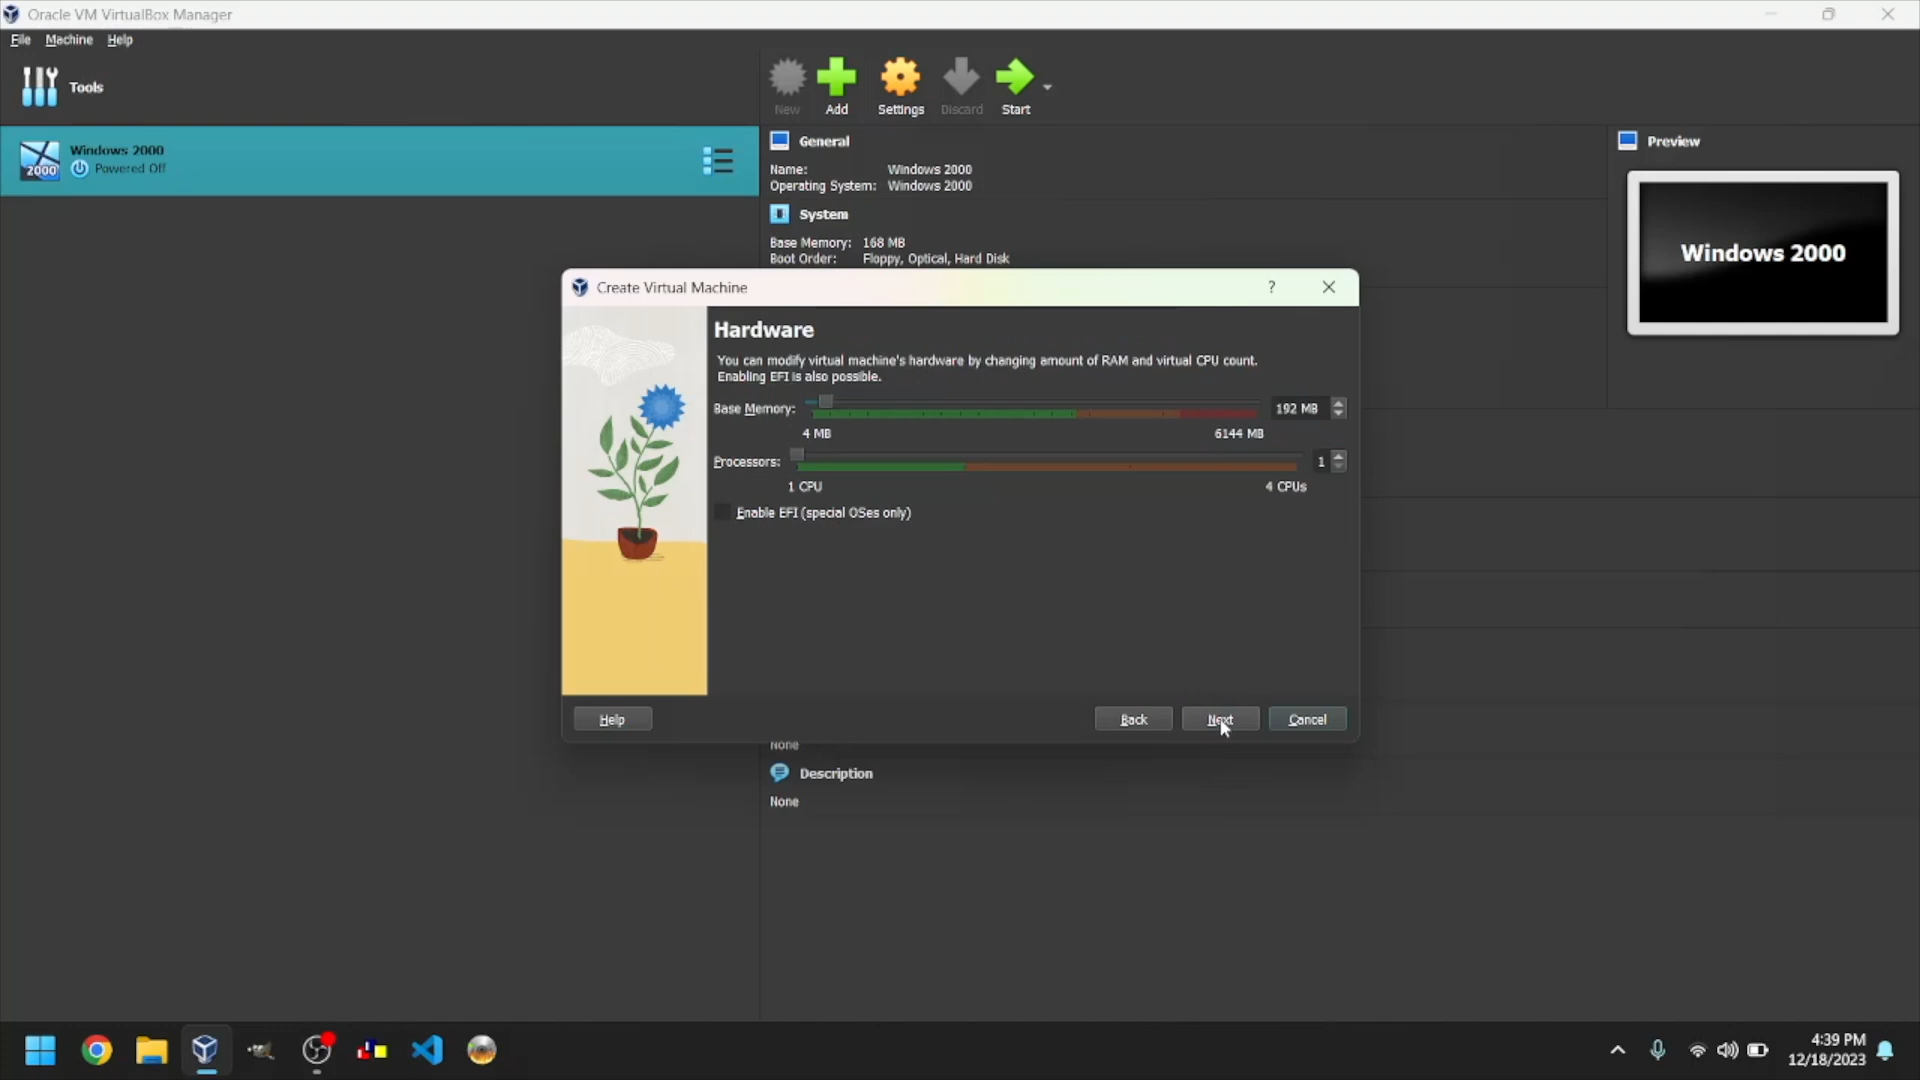 Oracle VM VirtualBox Manager
File Machine Help
Tools
New Add Settings Discard Start
Windows 2000
Powered Off
2000
General
Name: Windows 2000
Operating System: Windows 2000
System
Base Memory: 168 MB
Boot Order: Floppy, Optical, Hard Disk
Preview
Windows 2000
Create Virtual Machine
?
Hardware
You can modify virtual machine's hardware by changing amount of RAM and virtual CPU count.
Enabling EFI is also possible.
Base Memory: 192 MB
4 MB 6144 MB
Processors: 1
1 CPU 4 CPUs
Enable EFI (special OSes only)
Help Back Next Cancel
None
Description
None
4:39 PM
12/18/2023